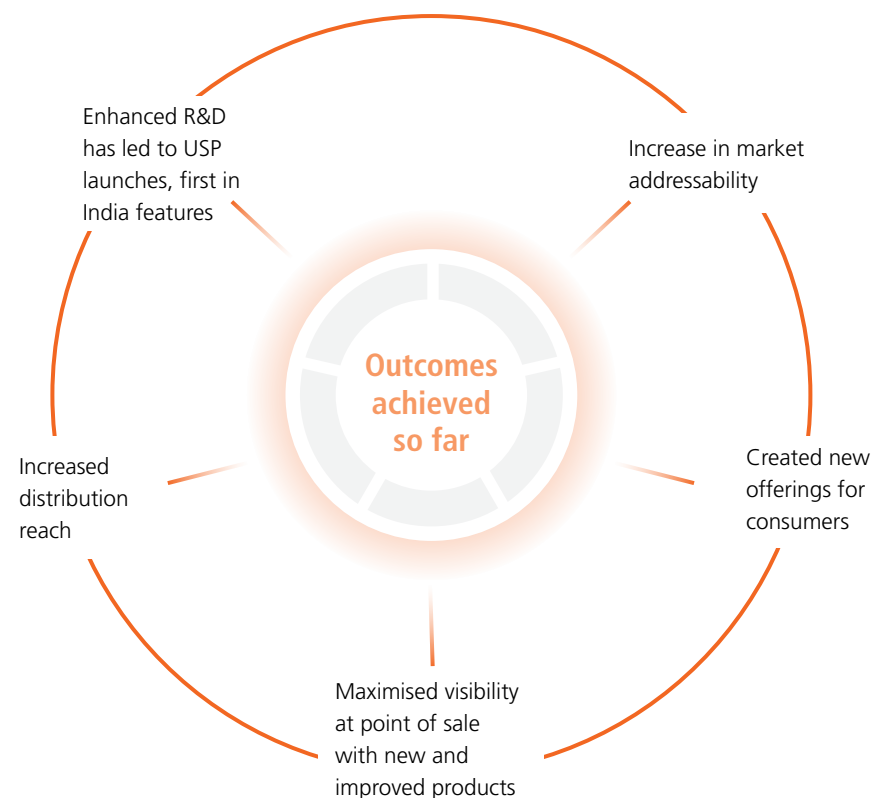 Enhanced R&D
has led to USP
launches, first in
India features
Increase in market
addressability
Outcomes
achieved
so far
Increased
distribution
reach
Created new
offerings for
consumers
Maximised visibility
at point of sale
with new and
improved products